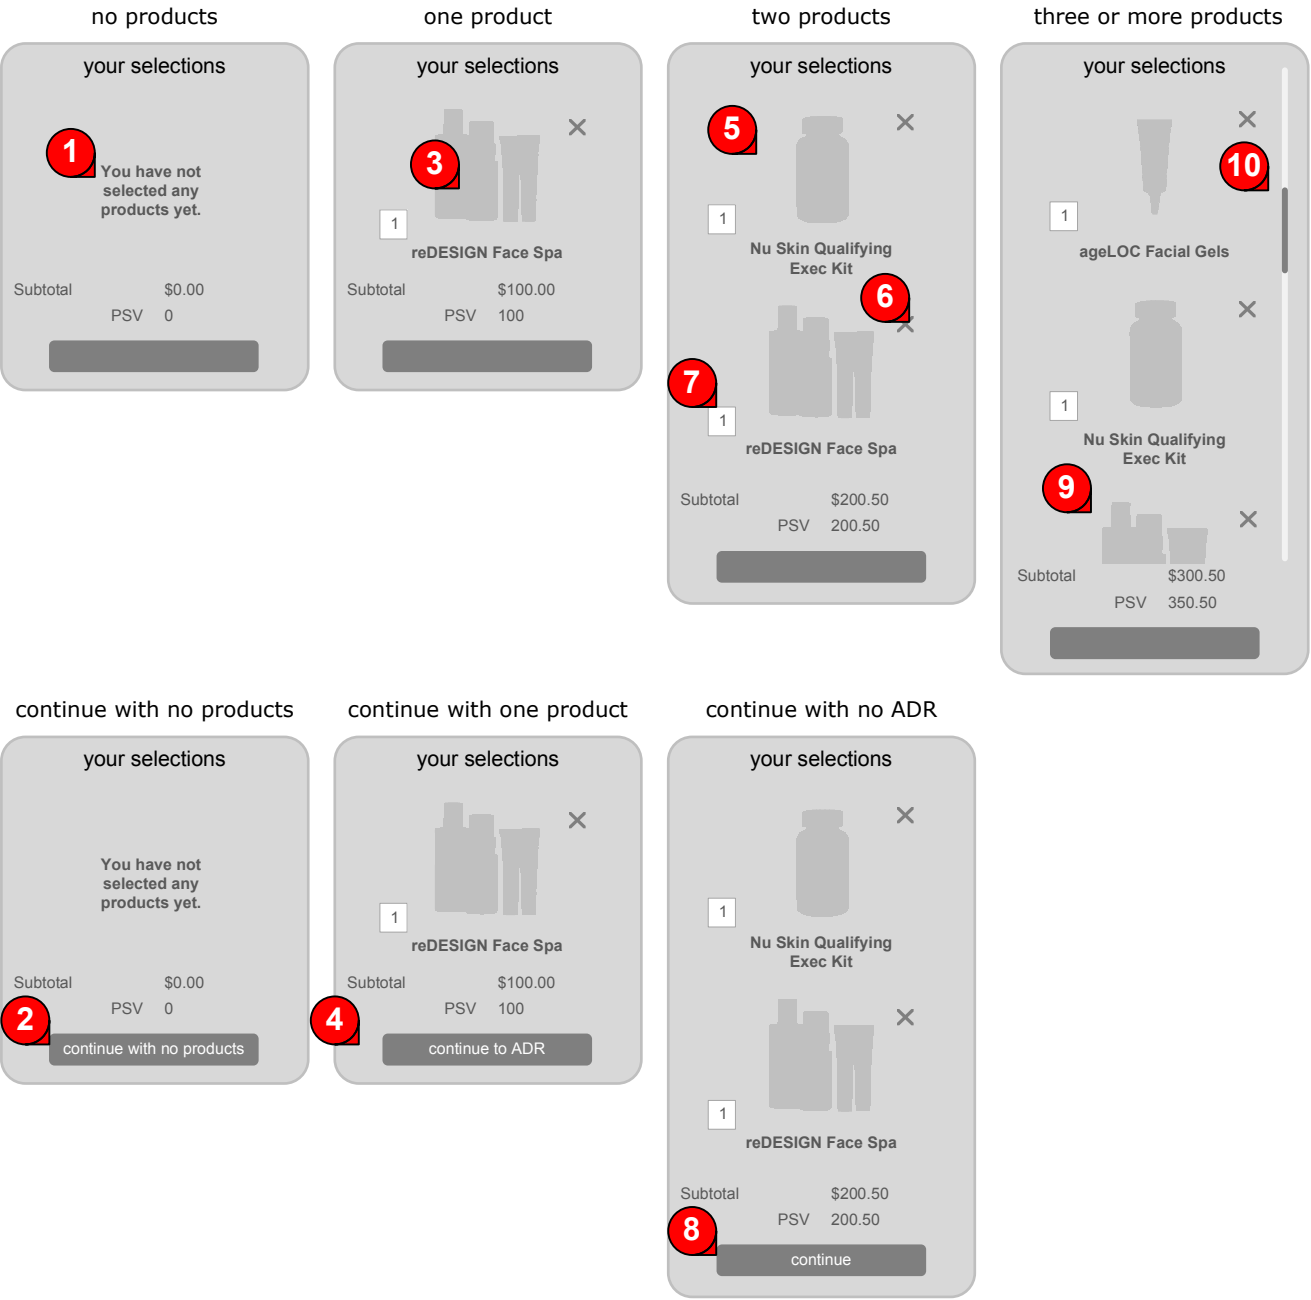 no products
your selections
1
You have not
selected any
products yet.
Subtotal $0.00
PSV 0
one product
your selections
3
1
reDESIGN Face Spa
Subtotal $100.00
PSV 100
two products
your selections
5
1
Nu Skin Qualifying
Exec Kit
6
7
1
reDESIGN Face Spa
Subtotal $200.50
PSV 200.50
three or more products
your selections
10
1
ageLOC Facial Gels
1
Nu Skin Qualifying
Exec Kit
9
Subtotal $300.50
PSV 350.50
continue with no products
your selections
You have not
selected any
products yet.
Subtotal $0.00
PSV 0
2
continue with no products
continue with one product
your selections
1
reDESIGN Face Spa
Subtotal $100.00
PSV 100
4
continue to ADR
continue with no ADR
your selections
1
Nu Skin Qualifying
Exec Kit
1
reDESIGN Face Spa
Subtotal $200.50
PSV 200.50
8
continue